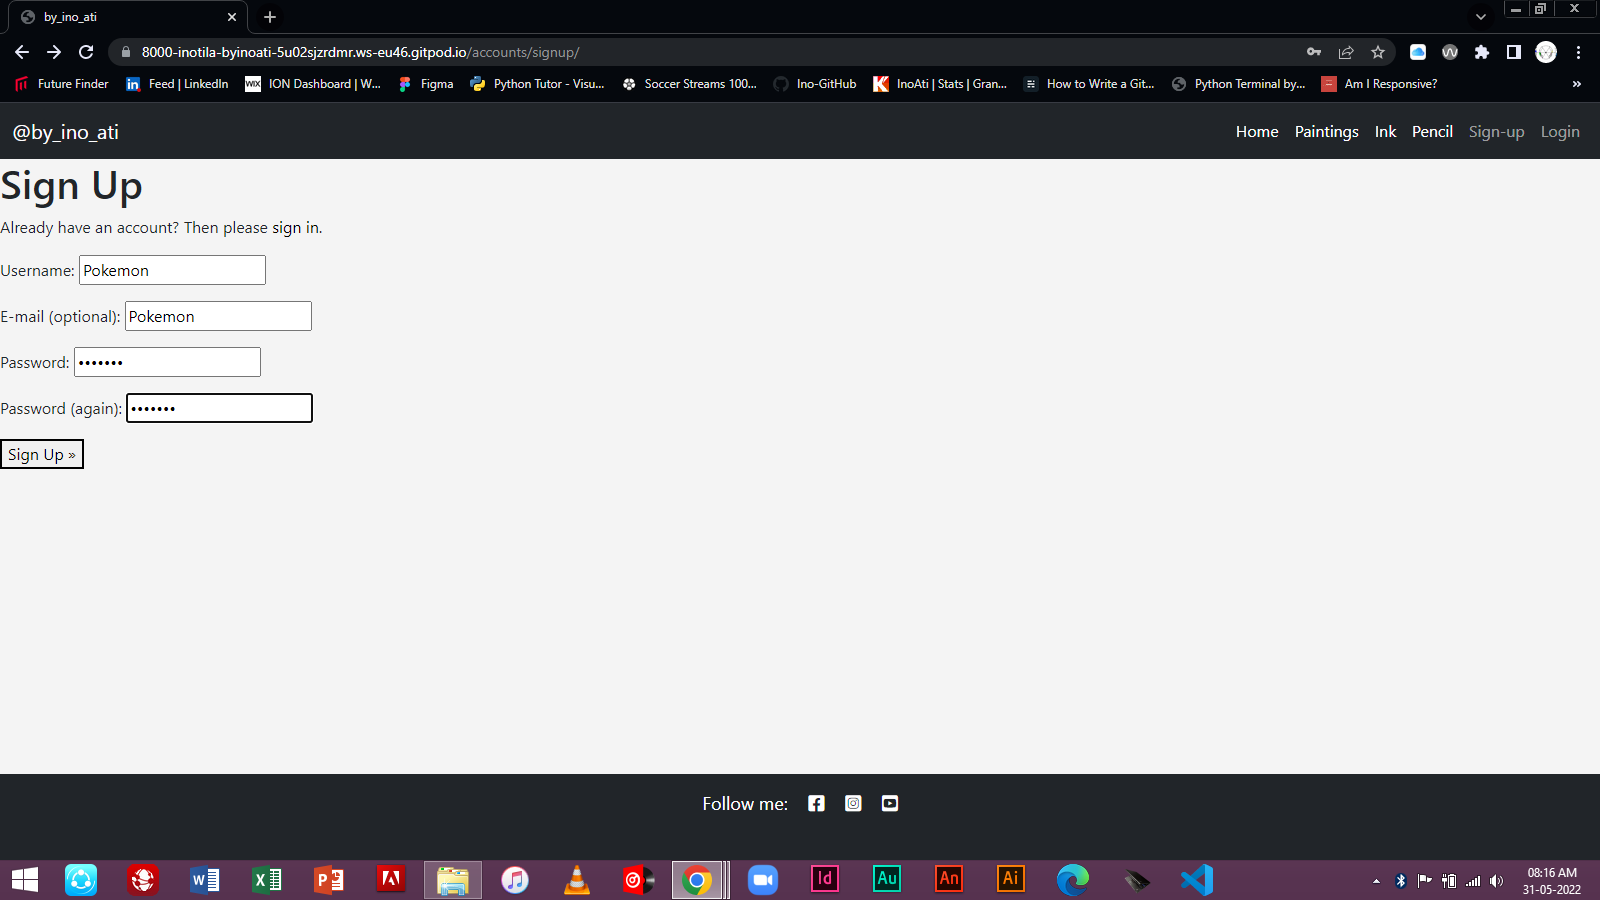 by_ino_ati
8000-inotila-byinoati-5u02sjzrdmr.ws-eu46.gitpod.io/accounts/signup/
Future Finder
in Feed | LinkedIn
WIX ION Dashboard | W...
Figma
Python Tutor - Visu...
Soccer Streams 100...
Ino-GitHub
K InoAti | Stats | Gran...
How to Write a Git...
Python Terminal by...
Am I Responsive?
»
@by_ino_ati
Home Paintings Ink Pencil Sign-up Login
Sign Up
Already have an account? Then please sign in.
Username: Pokemon
E-mail (optional): Pokemon
Password: •••••••
Password (again): •••••••
Sign Up »
Follow me:
W X P Id Au An Ai
08:16 AM
31-05-2022